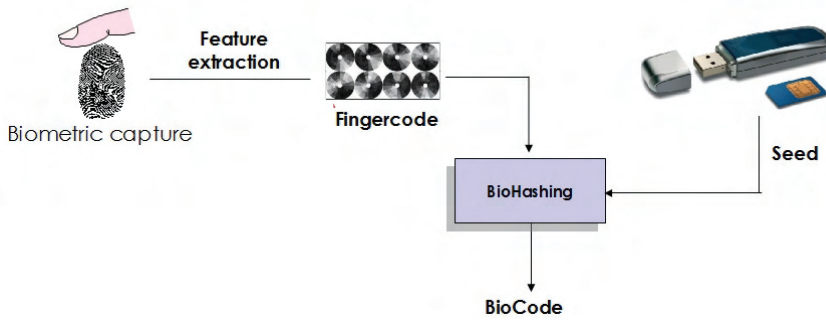 Feature
extraction
Biometric capture
Fingercode
Seed
BioHashing
BioCode